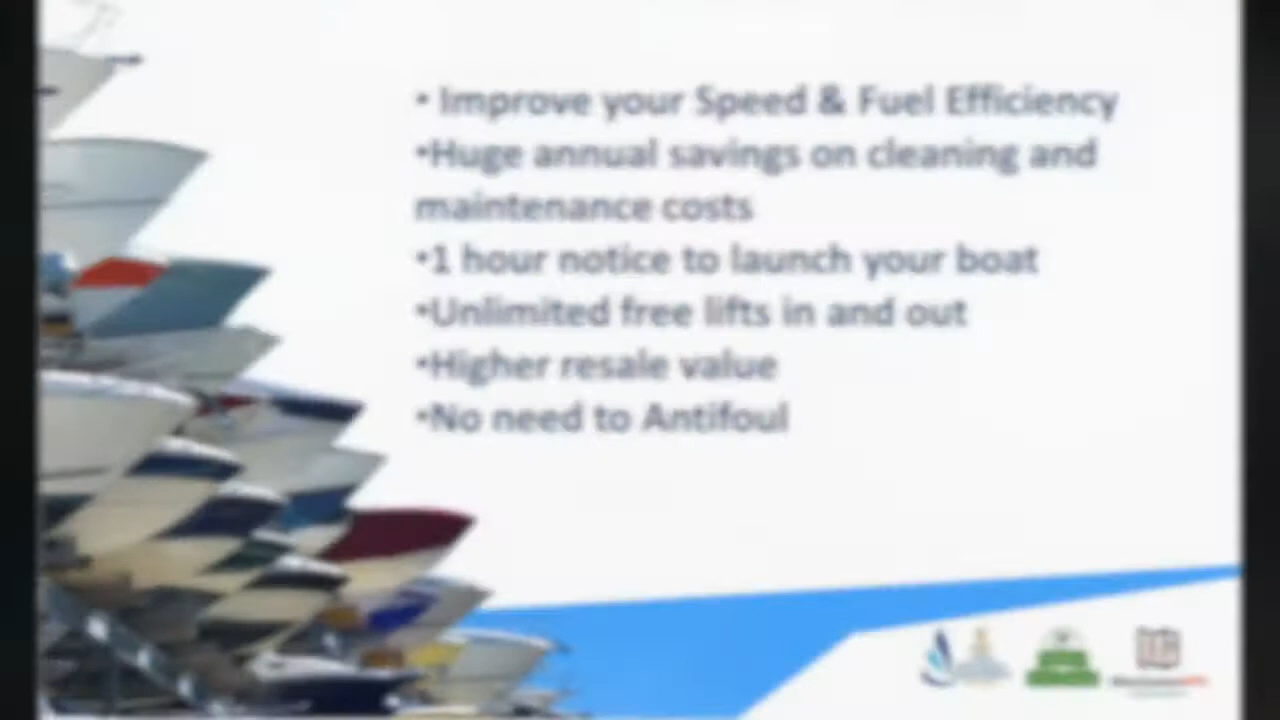 • Improve your Speed & Fuel Efficiency
•Huge annual savings on cleaning and
maintenance costs
•1 hour notice to launch your boat
•Unlimited free lifts in and out
•Higher resale value
•No need to Antifoul